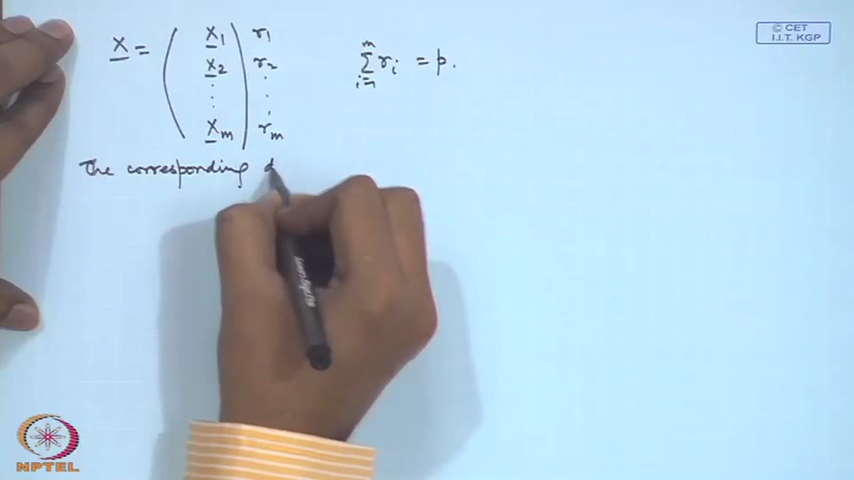 © CET
I.I.T. KGP
X = ( X1 r1
X2 r2
⋮ ⋮
Xm ) rm
m
Σ ri = p.
i=1
The corresponding d
NPTEL